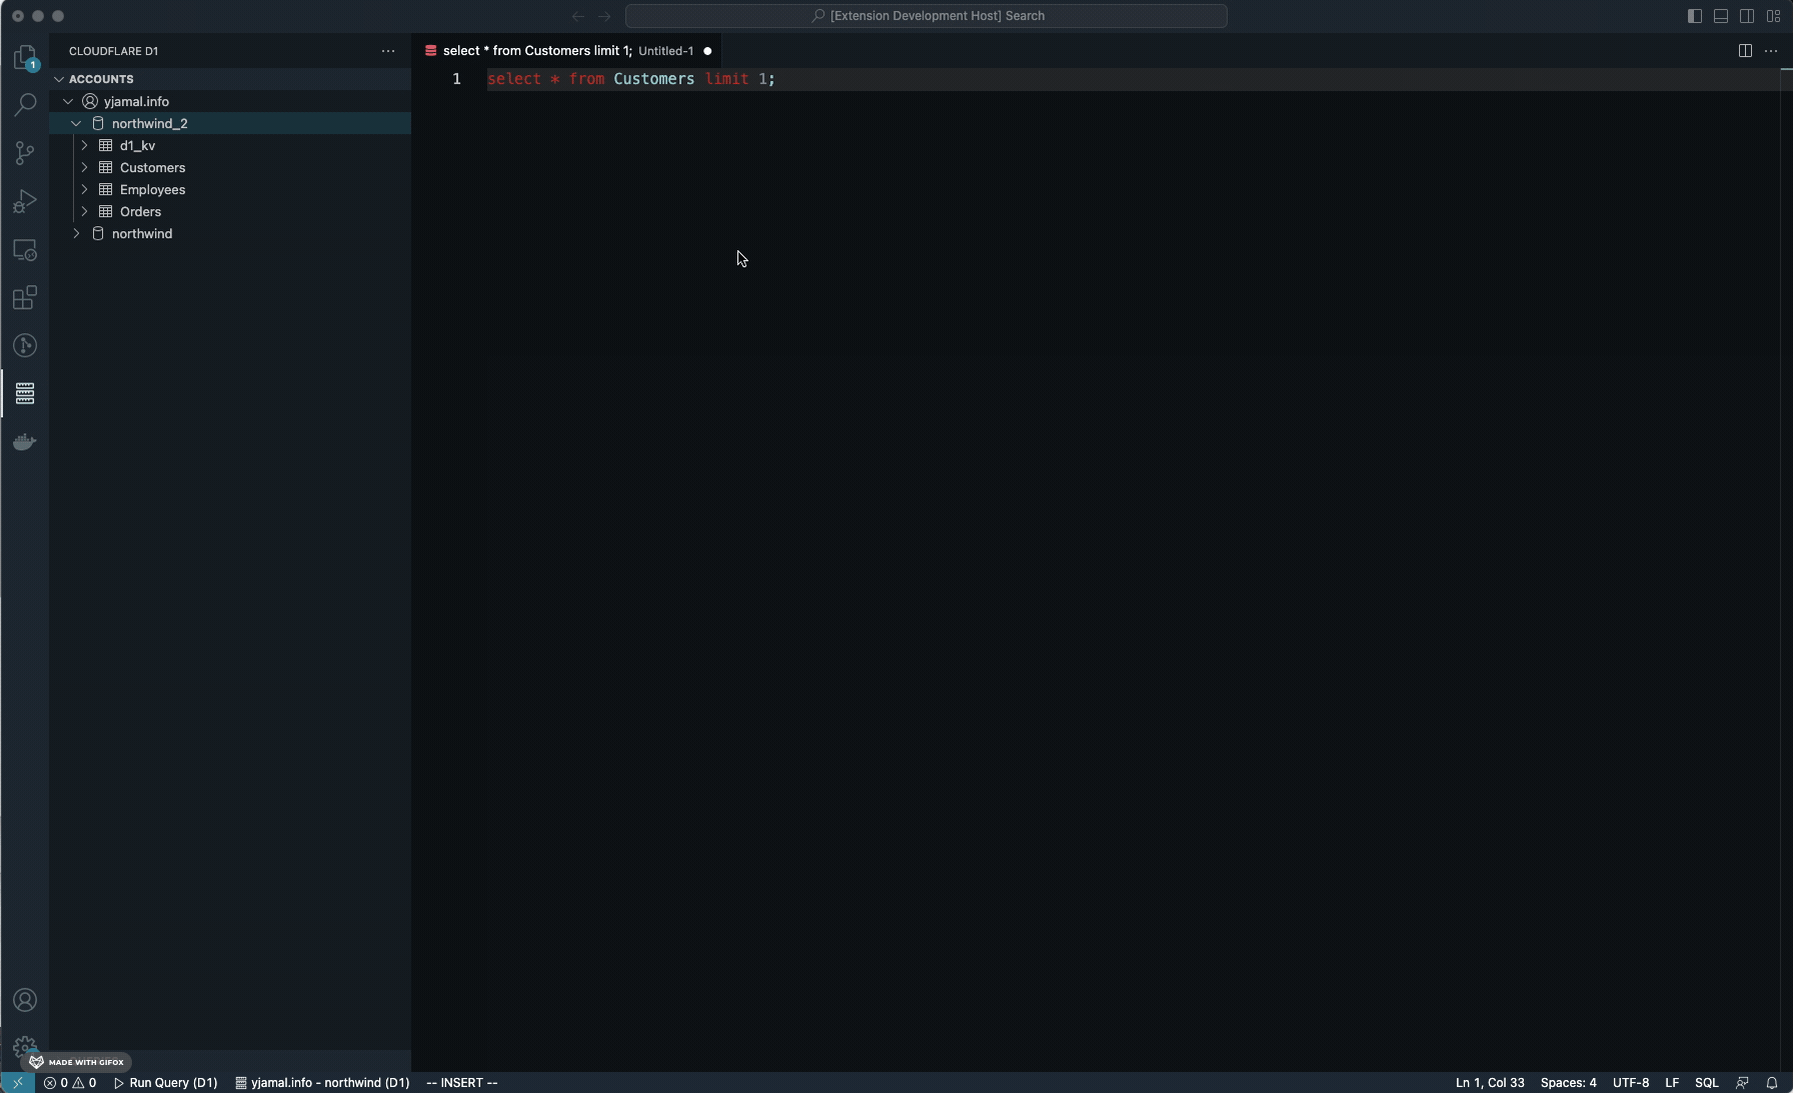 [Extension Development Host] Search
CLOUDFLARE D1
select * from Customers limit 1; Untitled-1
1
ACCOUNTS
1 select * from Customers limit 1;
yjamal.info
northwind_2
d1_kv
Customers
Employees
Orders
northwind
MADE WITH GIFOX
0 0 Run Query (D1) yjamal.info - northwind (D1) -- INSERT -- Ln 1, Col 33 Spaces: 4 UTF-8 LF SQL